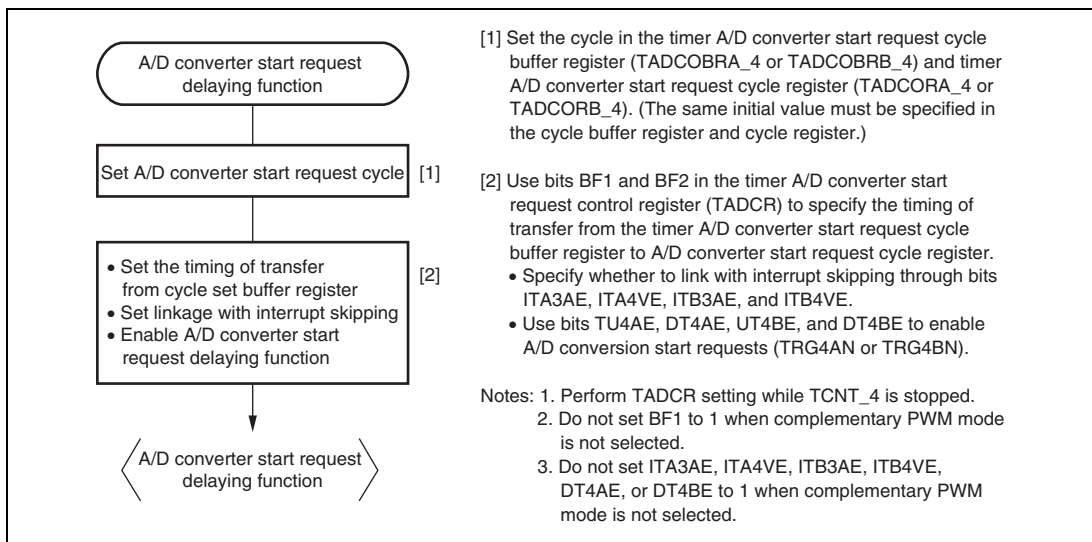 A/D converter start request
delaying function
Set A/D converter start request cycle [1]
• Set the timing of transfer
from cycle set buffer register
• Set linkage with interrupt skipping
• Enable A/D converter start
request delaying function
[2]
A/D converter start request
delaying function
[1] Set the cycle in the timer A/D converter start request cycle
buffer register (TADCOBRA_4 or TADCOBRB_4) and timer
A/D converter start request cycle register (TADCORA_4 or
TADCORB_4). (The same initial value must be specified in
the cycle buffer register and cycle register.)
[2] Use bits BF1 and BF2 in the timer A/D converter start
request control register (TADCR) to specify the timing of
transfer from the timer A/D converter start request cycle
buffer register to A/D converter start request cycle register.
• Specify whether to link with interrupt skipping through bits
ITA3AE, ITA4VE, ITB3AE, and ITB4VE.
• Use bits TU4AE, DT4AE, UT4BE, and DT4BE to enable
A/D conversion start requests (TRG4AN or TRG4BN).
Notes: 1. Perform TADCR setting while TCNT_4 is stopped.
2. Do not set BF1 to 1 when complementary PWM mode
is not selected.
3. Do not set ITA3AE, ITA4VE, ITB3AE, ITB4VE,
DT4AE, or DT4BE to 1 when complementary PWM
mode is not selected.